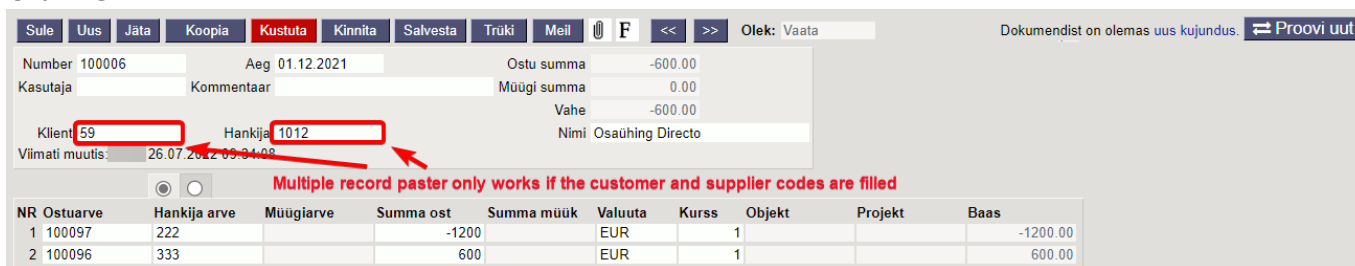 Sule Uus Jäta Koopia Kustuta Kinnita Salvesta Trüki Meil F << >> Olek: Vaata Dokumendist on olemas uus kujundus. Proovi uut
Number 100006 Aeg 01.12.2021 Ostu summa -600.00
Kasutaja Kommentaar Müügi summa 0.00
Vahe -600.00
Klient 59 Hankija 1012 Nimi Osaühing Directo
Viimati muutis: 26.07.2022 09:34:08
Multiple record paster only works if the customer and supplier codes are filled
NR Ostuarve Hankija arve Müügiarve Summa ost Summa müük Valuuta Kurss Objekt Projekt Baas
1 100097 222 -1200 EUR 1 -1200.00
2 100096 333 600 EUR 1 600.00